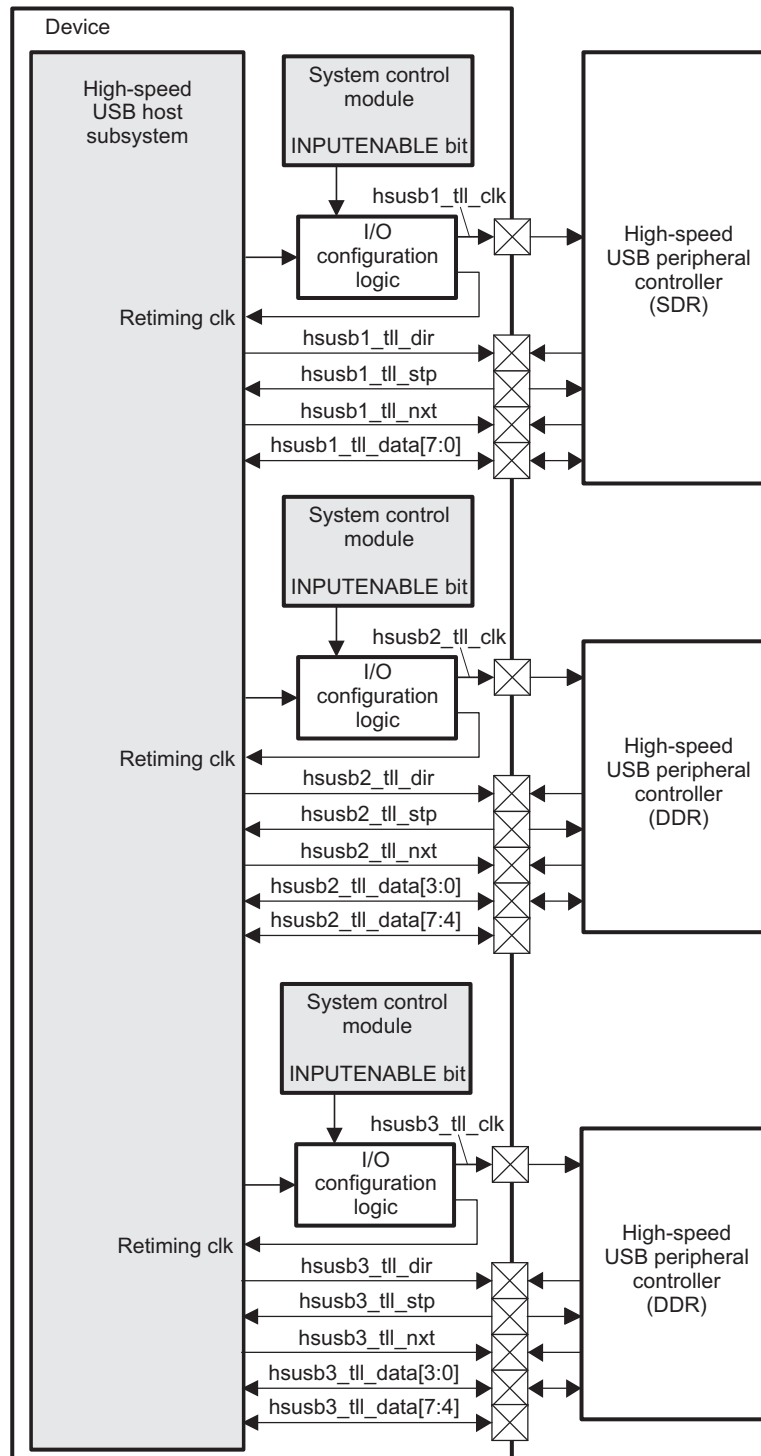 Device
High-speed
USB host
subsystem
System control
module
INPUTENABLE bit
hsusb1_tll_clk
I/O
configuration
logic
Retiming clk
hsusb1_tll_dir
hsusb1_tll_stp
hsusb1_tll_nxt
hsusb1_tll_data[7:0]
High-speed
USB peripheral
controller
(SDR)
System control
module
INPUTENABLE bit
hsusb2_tll_clk
I/O
configuration
logic
Retiming clk
hsusb2_tll_dir
hsusb2_tll_stp
hsusb2_tll_nxt
hsusb2_tll_data[3:0]
hsusb2_tll_data[7:4]
High-speed
USB peripheral
controller
(DDR)
System control
module
INPUTENABLE bit
hsusb3_tll_clk
I/O
configuration
logic
Retiming clk
hsusb3_tll_dir
hsusb3_tll_stp
hsusb3_tll_nxt
hsusb3_tll_data[3:0]
hsusb3_tll_data[7:4]
High-speed
USB peripheral
controller
(DDR)